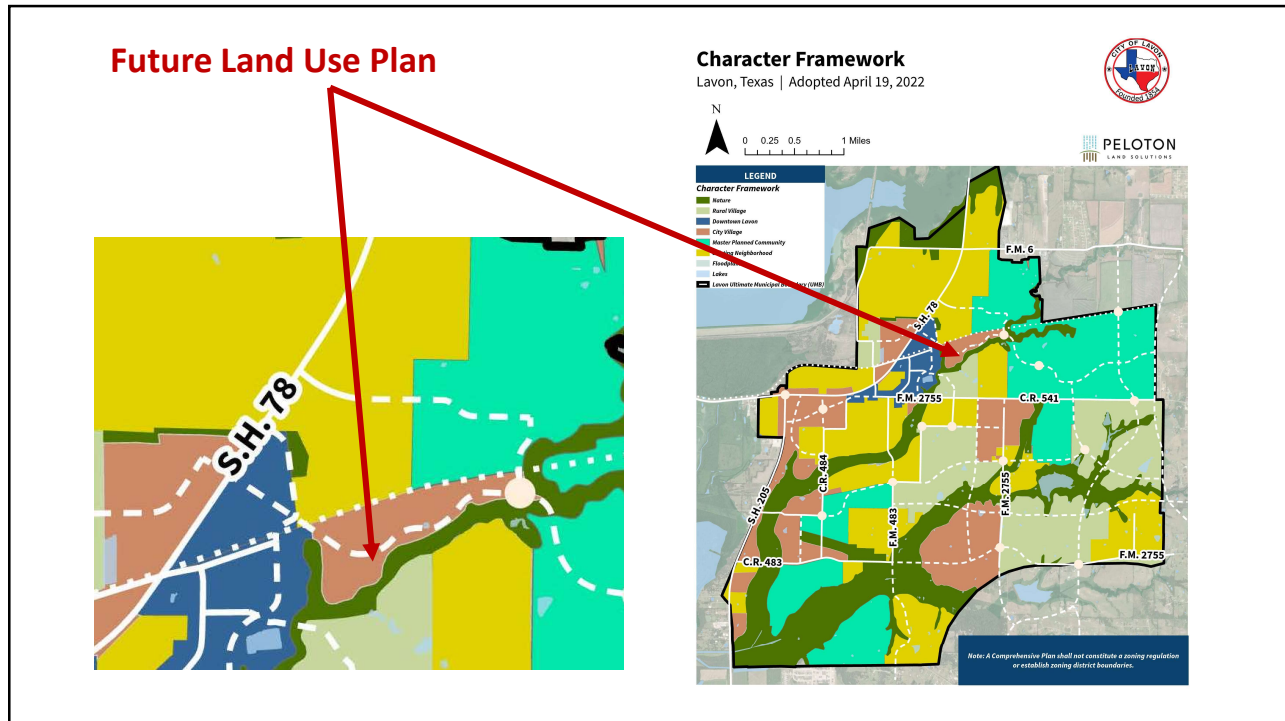 Future Land Use Plan
Character Framework
Lavon, Texas | Adopted April 19, 2022
CITY OF LAVON
LAVON
Founded 1854
N
0 0.25 0.5 1 Miles
PELOTON
LAND SOLUTIONS
LEGEND
Character Framework
Nature
Rural Village
Downtown Lavon
City Village
Master Planned Community
Neighborhood
Lakes
Lavon Ultimate Municipal Boundary (UMB)
F.M. 6
S.H. 78
F.M. 2755
C.R. 541
C.R. 484
S.H. 205
F.M. 2755
F.M. 483
C.R. 483
F.M. 2755
S.H. 78
Note: A Comprehensive Plan shall not constitute a zoning regulation
or establish zoning district boundaries.